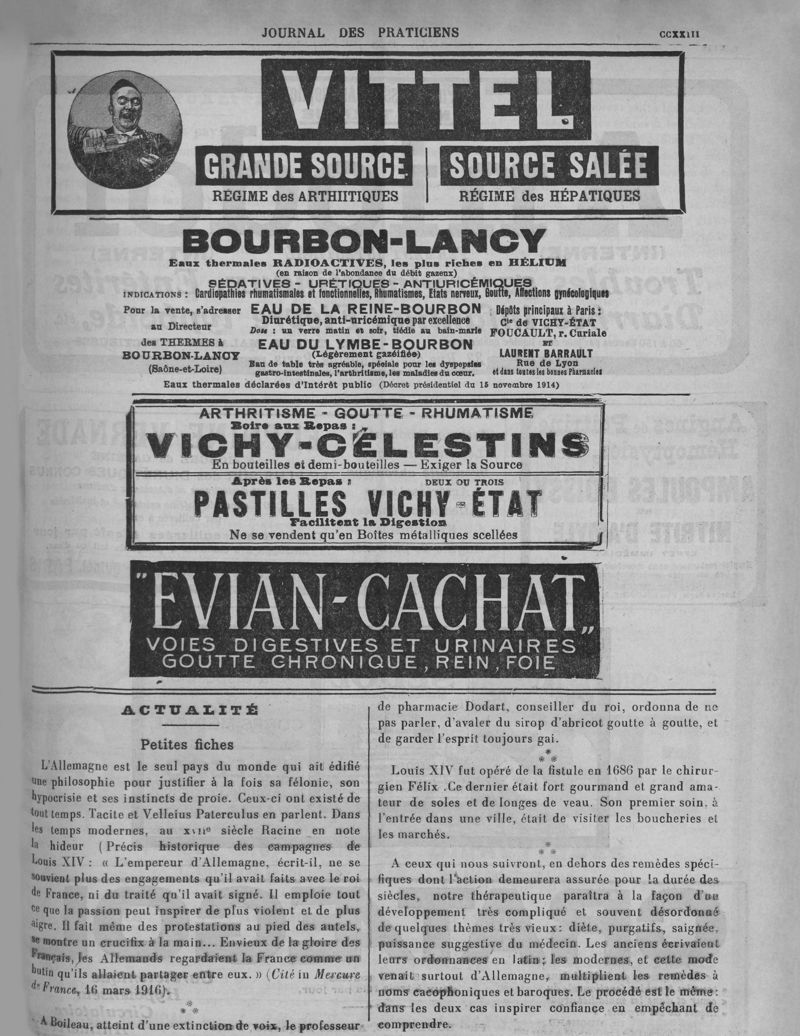 JOURNAL DES PRATICIENS
CCXXIII
VITTEL
GRANDE SOURCE
SOURCE SALÉE
RÉGIME des ARTHIITIQUES
RÉGIME des HÉPATIQUES
BOURBON-LANCY
Eaux thermales RADIOACTIVES, les plus riches en HÉLIUM
(en raison de l'abondance du débit gazeux)
SÉDATIVES - URÉTIQUES - ANTIURICÉMIQUES
INDICATIONS : Cardiopathies rhumatismales et fonctionnelles, Rhumatismes, Etats nerveux, Goutte, Affections gynécologiques
Pour la vente, s'adresser
au Directeur
des THERMES à
BOURBON-LANCY
(Saône-et-Loire)
EAU DE LA REINE-BOURBON
Diurétique, anti-uricémique par excellence
Dose : un verre matin et soir, tiédie au bain-marie
EAU DU LYMBE-BOURBON
(Légèrement gazéifiée)
Eau de table très agréable, spéciale pour les dyspepsies
gastro-intestinales, l'arthritisme, les maladies du cœur.
Dépôts principaux à Paris :
Cie de VICHY-ÉTAT
FOUCAULT, r. Curiale
ET
LAURENT BARRAULT
Rue de Lyon
et dans toutes les bonnes Pharmacies
Eaux thermales déclarées d'Intérêt public (Décret présidentiel du 15 novembre 1914)
ARTHRITISME - GOUTTE - RHUMATISME
Boire aux Repas :
VICHY-CÉLESTINS
En bouteilles et demi-bouteilles — Exiger la Source
Après les Repas : DEUX OU TROIS
PASTILLES VICHY-ÉTAT
Facilitent la Digestion
Ne se vendent qu'en Boîtes métalliques scellées
"EVIAN-CACHAT„
VOIES DIGESTIVES ET URINAIRES
GOUTTE CHRONIQUE, REIN, FOIE
ACTUALITÉ
Petites fiches
L'Allemagne est le seul pays du monde qui ait édifié
une philosophie pour justifier à la fois sa félonie, son
hypocrisie et ses instincts de proie. Ceux-ci ont existé de
tout temps. Tacite et Velleius Paterculus en parlent. Dans
les temps modernes, au XVIIe siècle Racine en note
la hideur (Précis historique des campagnes de
Louis XIV : « L'empereur d'Allemagne, écrit-il, ne se
souvient plus des engagements qu'il avait faits avec le roi
de France, ni du traité qu'il avait signé. Il emploie tout
ce que la passion peut inspirer de plus violent et de plus
aigre. Il fait même des protestations au pied des autels,
se montre un crucifix à la main... Envieux de la gloire des
Français, les Allemands regardaient la France comme un
butin qu'ils allaient partager entre eux. » (Cité in Mercure
de France, 16 mars 1916).
* * *
A Boileau, atteint d'une extinction de voix, le professeur
de pharmacie Dodart, conseiller du roi, ordonna de ne
pas parler, d'avaler du sirop d'abricot goutte à goutte, et
de garder l'esprit toujours gai.
* * *
Louis XIV fut opéré de la fistule en 1686 par le chirur-
gien Félix .Ce dernier était fort gourmand et grand ama-
teur de soles et de longes de veau. Son premier soin, à
l'entrée dans une ville, était de visiter les boucheries et
les marchés.
* * *
A ceux qui nous suivront, en dehors des remèdes spéci-
fiques dont l'action demeurera assurée pour la durée des
siècles, notre thérapeutique paraîtra à la façon d'un
développement très compliqué et souvent désordonné
de quelques thèmes très vieux : diète, purgatifs, saignée,
puissance suggestive du médecin. Les anciens écrivaient
leurs ordonnances en latin ; les modernes, et cette mode
venait surtout d'Allemagne, multiplient les remèdes à
noms cacophoniques et baroques. Le procédé est le même :
dans les deux cas inspirer confiance en empêchant de
comprendre.